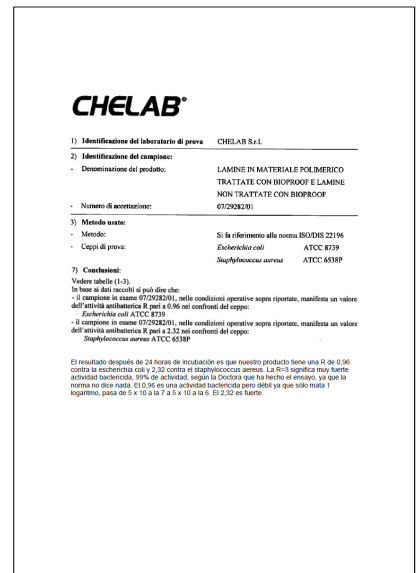 CHELAB®
1) Identificazione del laboratorio di prova CHELAB S.r.l.
2) Identificazione del campione:
- Denominazione del prodotto: LAMINE IN MATERIALE POLIMERICO
TRATTATE CON BIOPROOF E LAMINE
NON TRATTATE CON BIOPROOF
- Numero di accettazione: 07/29282/01
3) Metodo usato:
- Metodo: Si fa riferimento alla norma ISO/DIS 22196
- Ceppi di prova: Escherichia coli ATCC 8739
Staphylococcus aureus ATCC 6538P
7) Conclusioni:
Vedere tabelle (1-3).
In base ai dati raccolti si può dire che:
- il campione in esame 07/29282/01, nelle condizioni operative sopra riportate, manifesta un valore
dell'attività antibatterica R pari a 0.96 nei confronti del ceppo:
Escherichia coli ATCC 8739
- il campione in esame 07/29282/01, nelle condizioni operative sopra riportate, manifesta un valore
dell'attività antibatterica R pari a 2.32 nei confronti del ceppo:
Staphylococcus aureus ATCC 6538P
El resultado después de 24 horas de incubación es que nuestro producto tiene una R de 0,96
contra la escherichia coli y 2,32 contra el staphylococcus aereus. La R=3 significa muy fuerte
actividad bactericida, 99% de actividad, según la Doctora que ha hecho el ensayo, ya que la
norma no dice nada. El 0,96 es una actividad bactericida pero débil ya que sólo mata 1
logaritmo, pasa de 5 x 10 a la 7 a 5 x 10 a la 6. El 2,32 es fuerte.